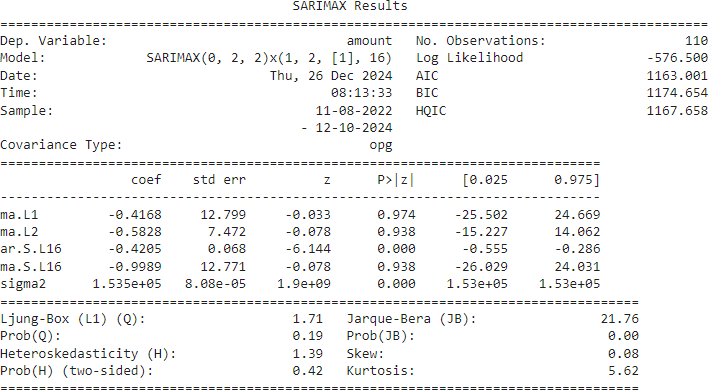 SARIMAX Results
==============================================================================================
Dep. Variable: amount No. Observations: 110
Model: SARIMAX(0, 2, 2)x(1, 2, [1], 16) Log Likelihood -576.500
Date: Thu, 26 Dec 2024 AIC 1163.001
Time: 08:13:33 BIC 1174.654
Sample: 11-08-2022 HQIC 1167.658
- 12-10-2024
Covariance Type: opg
==============================================================================
coef std err z P>|z| [0.025 0.975]
------------------------------------------------------------------------------
ma.L1 -0.4168 12.799 -0.033 0.974 -25.502 24.669
ma.L2 -0.5828 7.472 -0.078 0.938 -15.227 14.062
ar.S.L16 -0.4205 0.068 -6.144 0.000 -0.555 -0.286
ma.S.L16 -0.9989 12.771 -0.078 0.938 -26.029 24.031
sigma2 1.535e+05 8.08e-05 1.9e+09 0.000 1.53e+05 1.53e+05
===================================================================================
Ljung-Box (L1) (Q): 1.71 Jarque-Bera (JB): 21.76
Prob(Q): 0.19 Prob(JB): 0.00
Heteroskedasticity (H): 1.39 Skew: 0.08
Prob(H) (two-sided): 0.42 Kurtosis: 5.62
===================================================================================